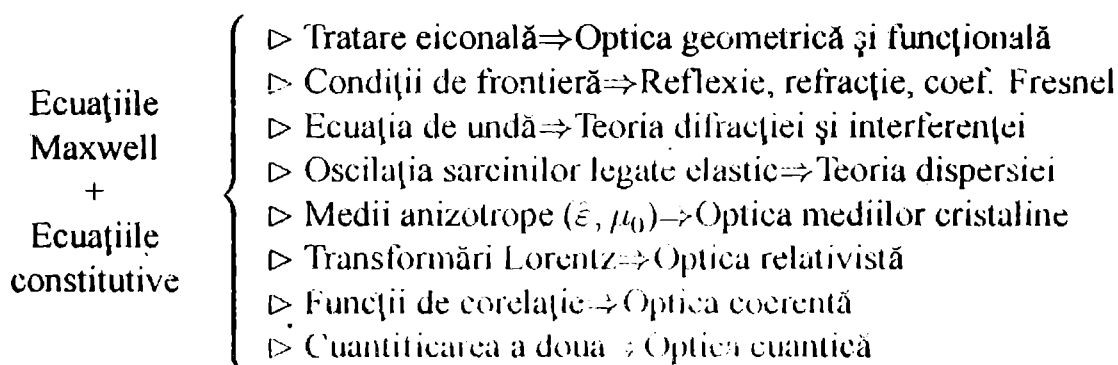 Ecuaţiile
Maxwell
+
Ecuaţiile
constitutive
▷ Tratare eiconală⇒Optica geometrică şi funcţională
▷ Condiţii de frontieră⇒Reflexie, refracţie, coef. Fresnel
▷ Ecuaţia de undă⇒Teoria difracţiei şi interferenţei
▷ Oscilaţia sarcinilor legate elastic⇒Teoria dispersiei
▷ Medii anizotrope (ε̂, μ₀)⇒Optica mediilor cristaline
▷ Transformări Lorentz⇒Optica relativistă
▷ Funcţii de corelaţie⇒Optica coerentă
▷ Cuantificarea a doua⇒Optica cuantică